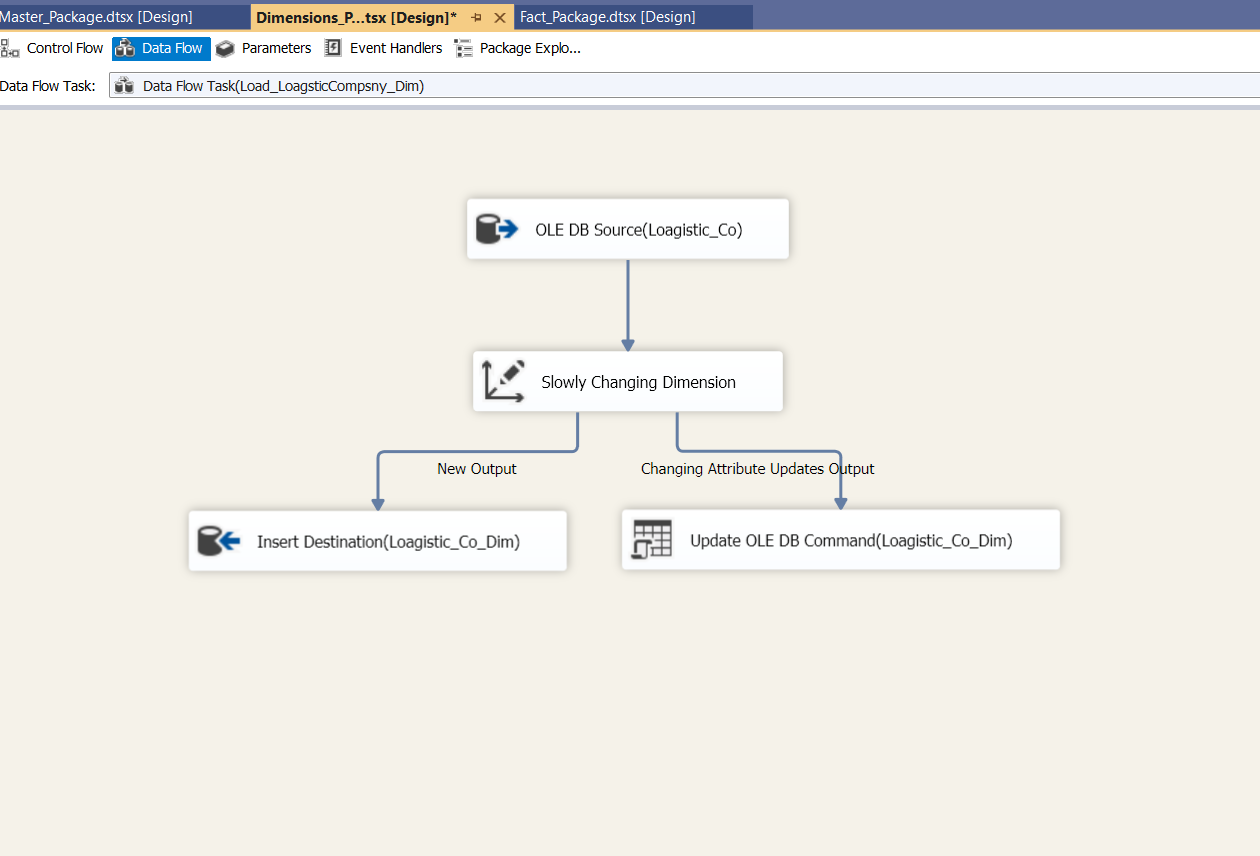 Master_Package.dtsx [Design]
Dimensions_P...tsx [Design]*
Fact_Package.dtsx [Design]
Control Flow
Data Flow
Parameters
Event Handlers
Package Explo...
Data Flow Task:
Data Flow Task(Load_LoagsticCompsny_Dim)
OLE DB Source(Loagistic_Co)
Slowly Changing Dimension
New Output
Changing Attribute Updates Output
Insert Destination(Loagistic_Co_Dim)
Update OLE DB Command(Loagistic_Co_Dim)